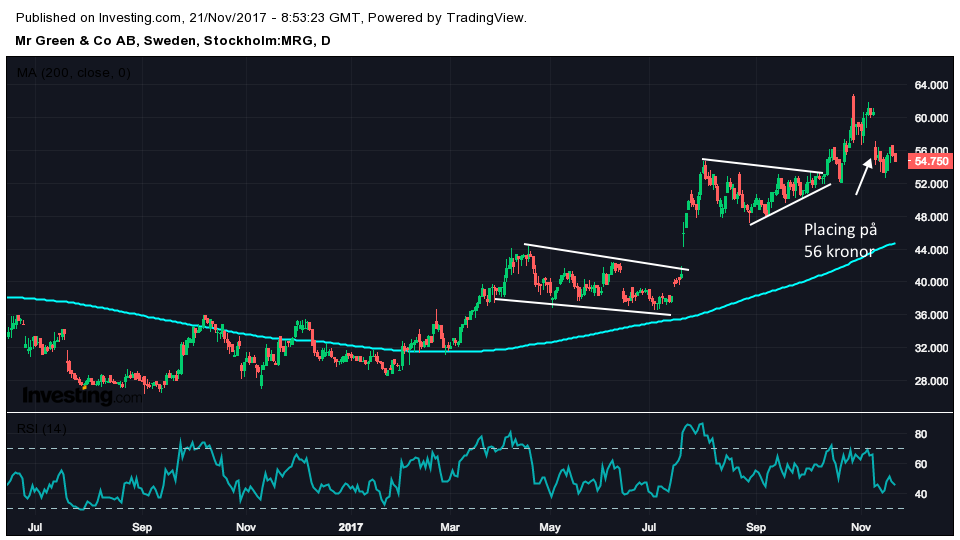 Published on Investing.com, 21/Nov/2017 - 8:53:23 GMT, Powered by TradingView.
Mr Green & Co AB, Sweden, Stockholm:MRG, D
MA (200, close, 0)
64.000
60.000
56.000
54.750
52.000
48.000
Placing på
56 kronor
44.000
40.000
36.000
32.000
28.000
Investing.com
RSI (14)
80
60
40
Jul Sep Nov 2017 Mar May Jul Sep Nov